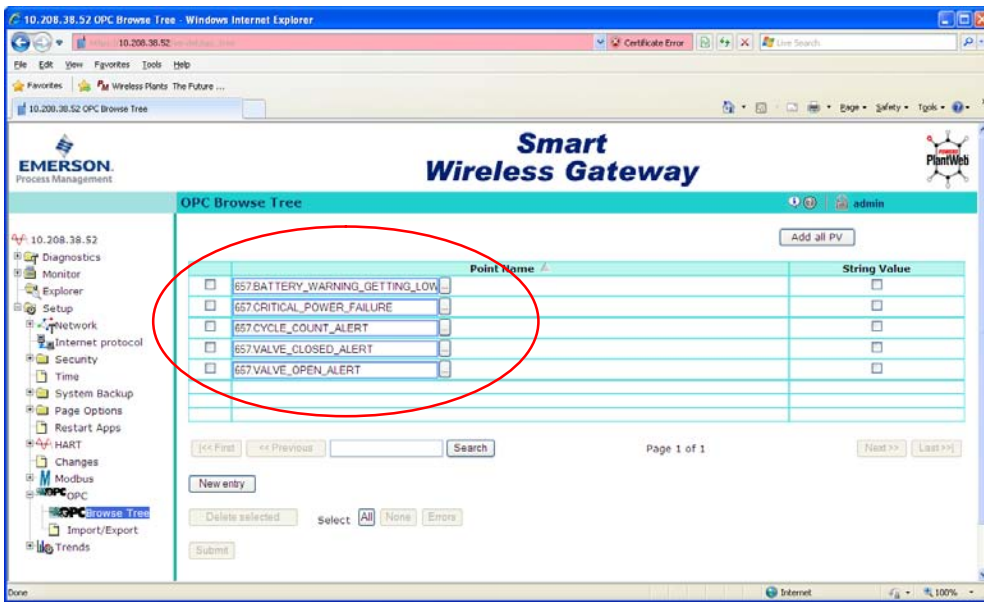 10.208.38.52 OPC Browse Tree - Windows Internet Explorer
10.208.38.52
Certificate Error
Live Search
File Edit View Favorites Tools Help
Favorites Wireless Plants The Future ...
10.208.38.52 OPC Browse Tree
Page Safety Tools
EMERSON.
Process Management
Smart
Wireless Gateway
POWERED
PlantWeb
OPC Browse Tree
admin
10.208.38.52
Diagnostics
Monitor
Explorer
Setup
Network
Internet protocol
Security
Time
System Backup
Page Options
Restart Apps
HART
Changes
Modbus
OPC OPC
OPC Browse Tree
Import/Export
Trends
Add all PV
Point Name String Value
657.BATTERY_WARNING_GETTING_LOW ...
657.CRITICAL_POWER_FAILURE ...
657.CYCLE_COUNT_ALERT ...
657.VALVE_CLOSED_ALERT ...
657.VALVE_OPEN_ALERT ...
|<< First << Previous Search Page 1 of 1 Next >> Last >>|
New entry
Delete selected Select All None Errors
Submit
Done Internet 100%